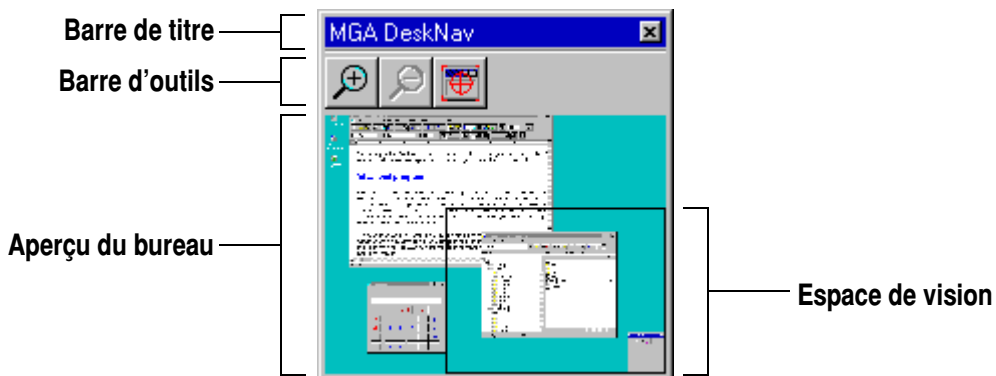 Barre de titre
MGA DeskNav
Barre d’outils
Aperçu du bureau
Espace de vision